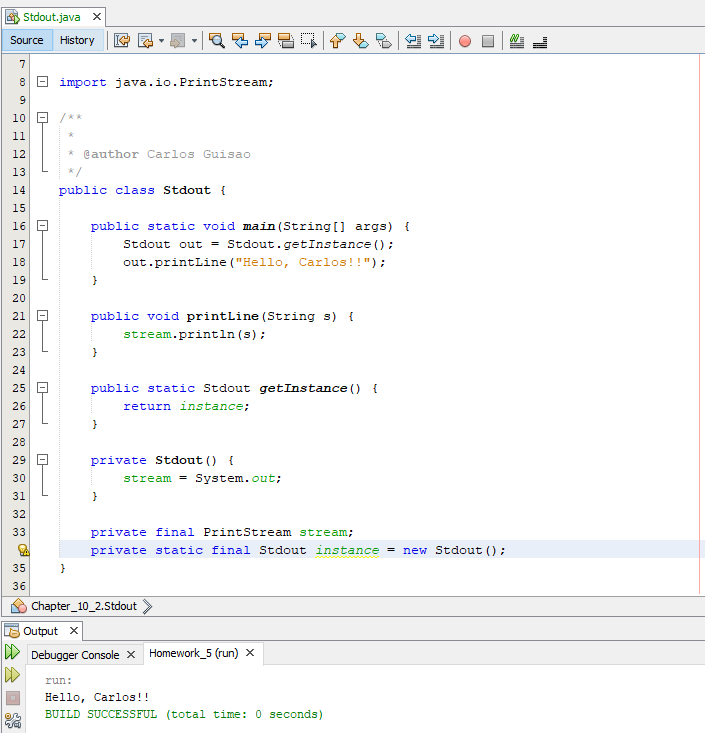 Stdout.java
Source History
7
8 import java.io.PrintStream;
9
10 /**
11 *
12 * @author Carlos Guisao
13 */
14 public class Stdout {
15
16 public static void main(String[] args) {
17 Stdout out = Stdout.getInstance();
18 out.printLine("Hello, Carlos!!");
19 }
20
21 public void printLine(String s) {
22 stream.println(s);
23 }
24
25 public static Stdout getInstance() {
26 return instance;
27 }
28
29 private Stdout() {
30 stream = System.out;
31 }
32
33 private final PrintStream stream;
private static final Stdout instance = new Stdout();
35 }
36
Chapter_10_2.Stdout
Output
Debugger Console Homework_5 (run)
run:
Hello, Carlos!!
BUILD SUCCESSFUL (total time: 0 seconds)